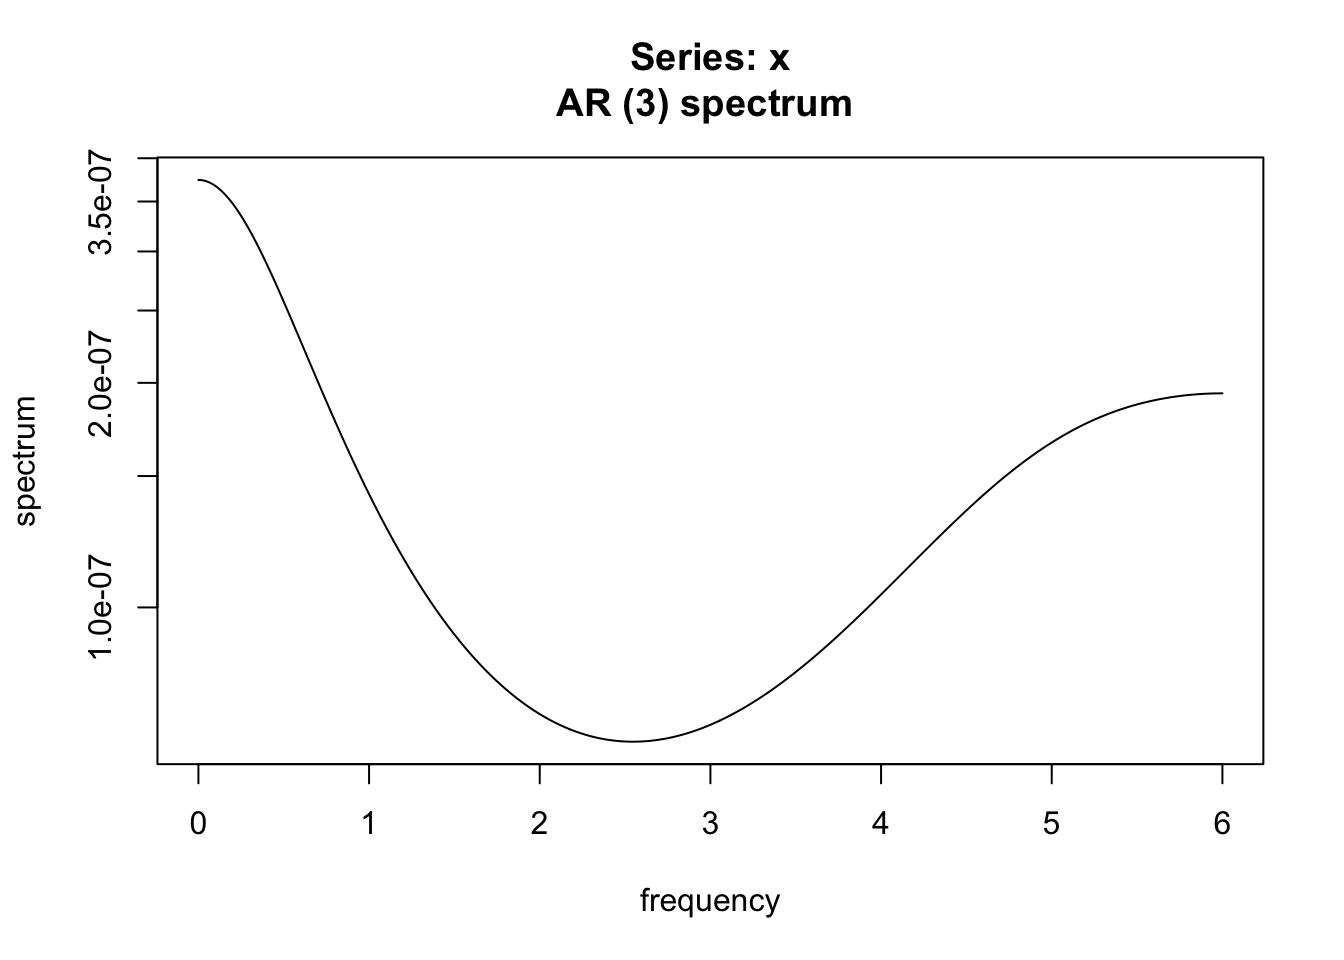 Series: x
AR (3) spectrum
3.5e-07
2.0e-07
1.0e-07
spectrum
0 1 2 3 4 5 6
frequency